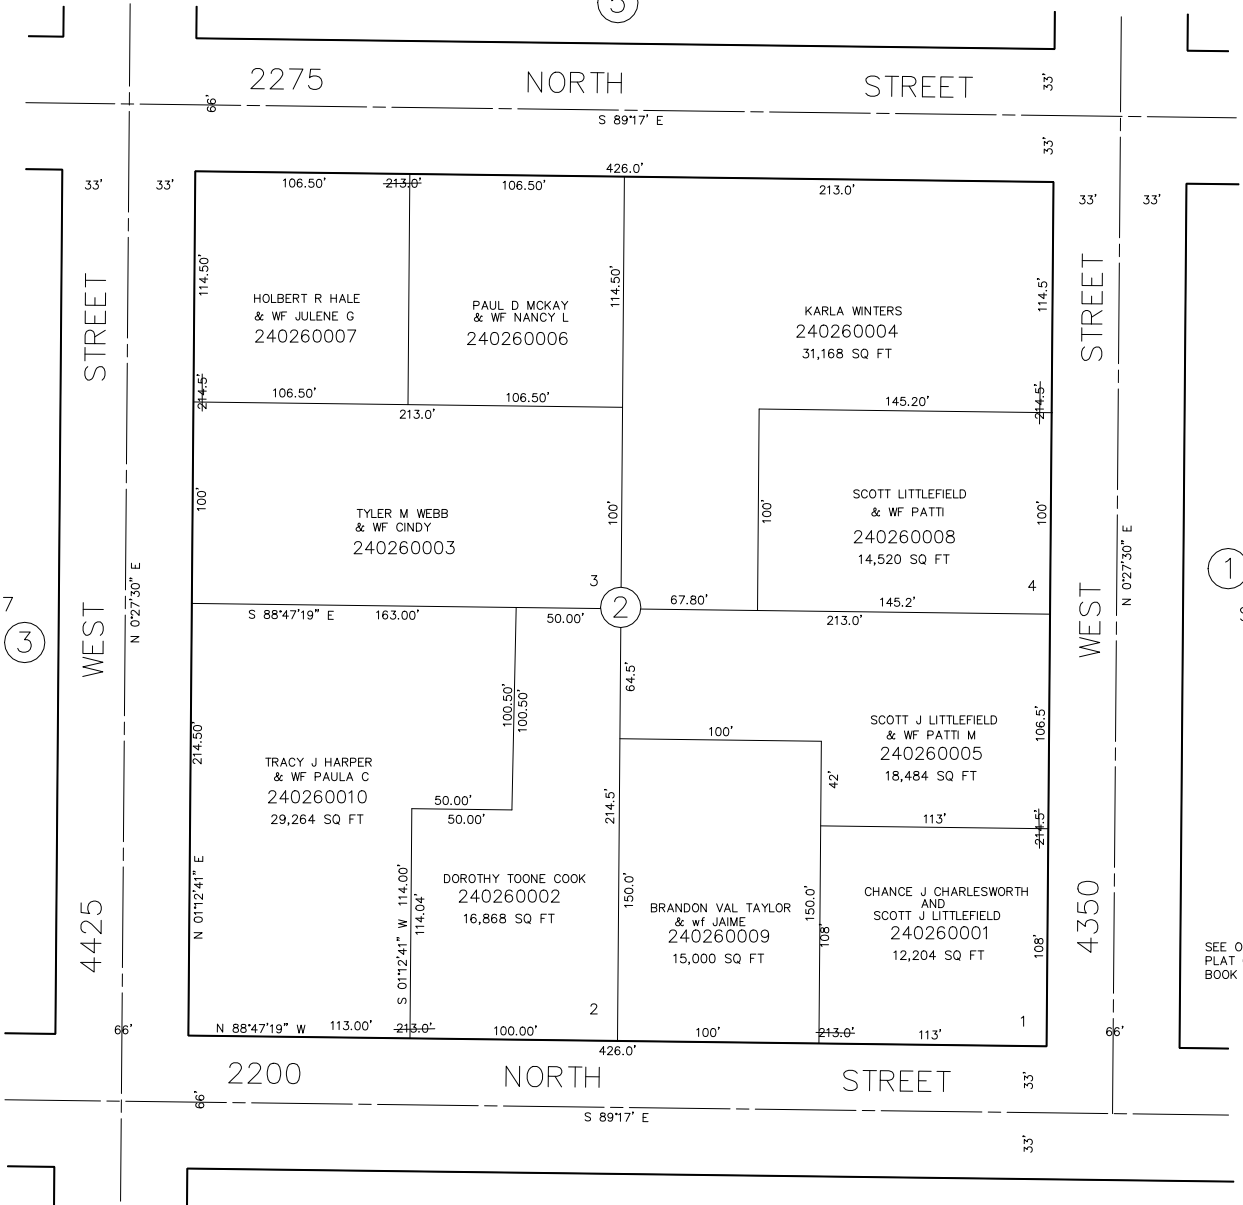 5
2275 NORTH STREET
66'
33'
S 89°17' E
33'
33'
33'
426.0'
33'
33'
106.50'
213.0'
106.50'
213.0'
STREET
114.50'
114.50'
114.5'
STREET
HOLBERT R HALE
& WF JULENE G
240260007
PAUL D MCKAY
& WF NANCY L
240260006
KARLA WINTERS
240260004
31,168 SQ FT
214.5'
106.50'
106.50'
213.0'
145.20'
214.5'
100'
TYLER M WEBB
& WF CINDY
240260003
100'
100'
SCOTT LITTLEFIELD
& WF PATTI
240260008
14,520 SQ FT
100'
N 0°27'30" E
N 0°27'30" E
3
2
4
1
7
3
S 88°47'19" E
163.00'
50.00'
67.80'
145.2'
213.0'
WEST
WEST
64.5'
100.50'
100.50'
214.50'
100'
106.5'
SCOTT J LITTLEFIELD
& WF PATTI M
240260005
18,484 SQ FT
TRACY J HARPER
& WF PAULA C
240260010
29,264 SQ FT
42'
50.00'
50.00'
214.5'
113'
214.5'
N 01°12'41" E
S 01°12'41" W 114.00'
114.04'
DOROTHY TOONE COOK
240260002
16,868 SQ FT
150.0'
BRANDON VAL TAYLOR
& wf JAIME
240260009
15,000 SQ FT
150.0'
108'
CHANCE J CHARLESWORTH
AND
SCOTT J LITTLEFIELD
240260001
12,204 SQ FT
108'
4425
4350
SEE O
PLAT
BOOK
2
1
66'
N 88°47'19" W
113.00'
213.0'
100.00'
100'
213.0'
113'
66'
426.0'
2200 NORTH STREET
33'
66'
S 89°17' E
33'